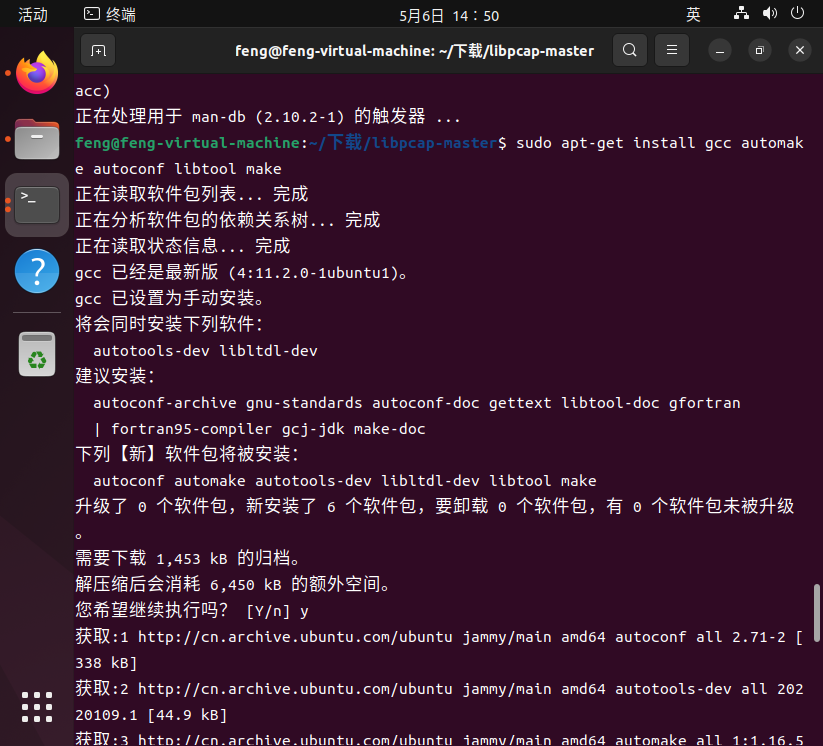 活动 终端 5月6日 14：50 英
feng@feng-virtual-machine: ~/下载/libpcap-master
acc)
正在处理用于 man-db (2.10.2-1) 的触发器 ...
feng@feng-virtual-machine:~/下载/libpcap-master$ sudo apt-get install gcc automak
e autoconf libtool make
正在读取软件包列表... 完成
正在分析软件包的依赖关系树... 完成
正在读取状态信息... 完成
gcc 已经是最新版 (4:11.2.0-1ubuntu1)。
gcc 已设置为手动安装。
将会同时安装下列软件：
autotools-dev libltdl-dev
建议安装：
autoconf-archive gnu-standards autoconf-doc gettext libtool-doc gfortran
| fortran95-compiler gcj-jdk make-doc
下列【新】软件包将被安装：
autoconf automake autotools-dev libltdl-dev libtool make
升级了 0 个软件包，新安装了 6 个软件包，要卸载 0 个软件包，有 0 个软件包未被升级
。
需要下载 1,453 kB 的归档。
解压缩后会消耗 6,450 kB 的额外空间。
您希望继续执行吗？ [Y/n] y
获取:1 http://cn.archive.ubuntu.com/ubuntu jammy/main amd64 autoconf all 2.71-2 [
338 kB]
获取:2 http://cn.archive.ubuntu.com/ubuntu jammy/main amd64 autotools-dev all 202
20109.1 [44.9 kB]
获取:3 http://cn.archive.ubuntu.com/ubuntu jammy/main amd64 automake all 1:1.16.5